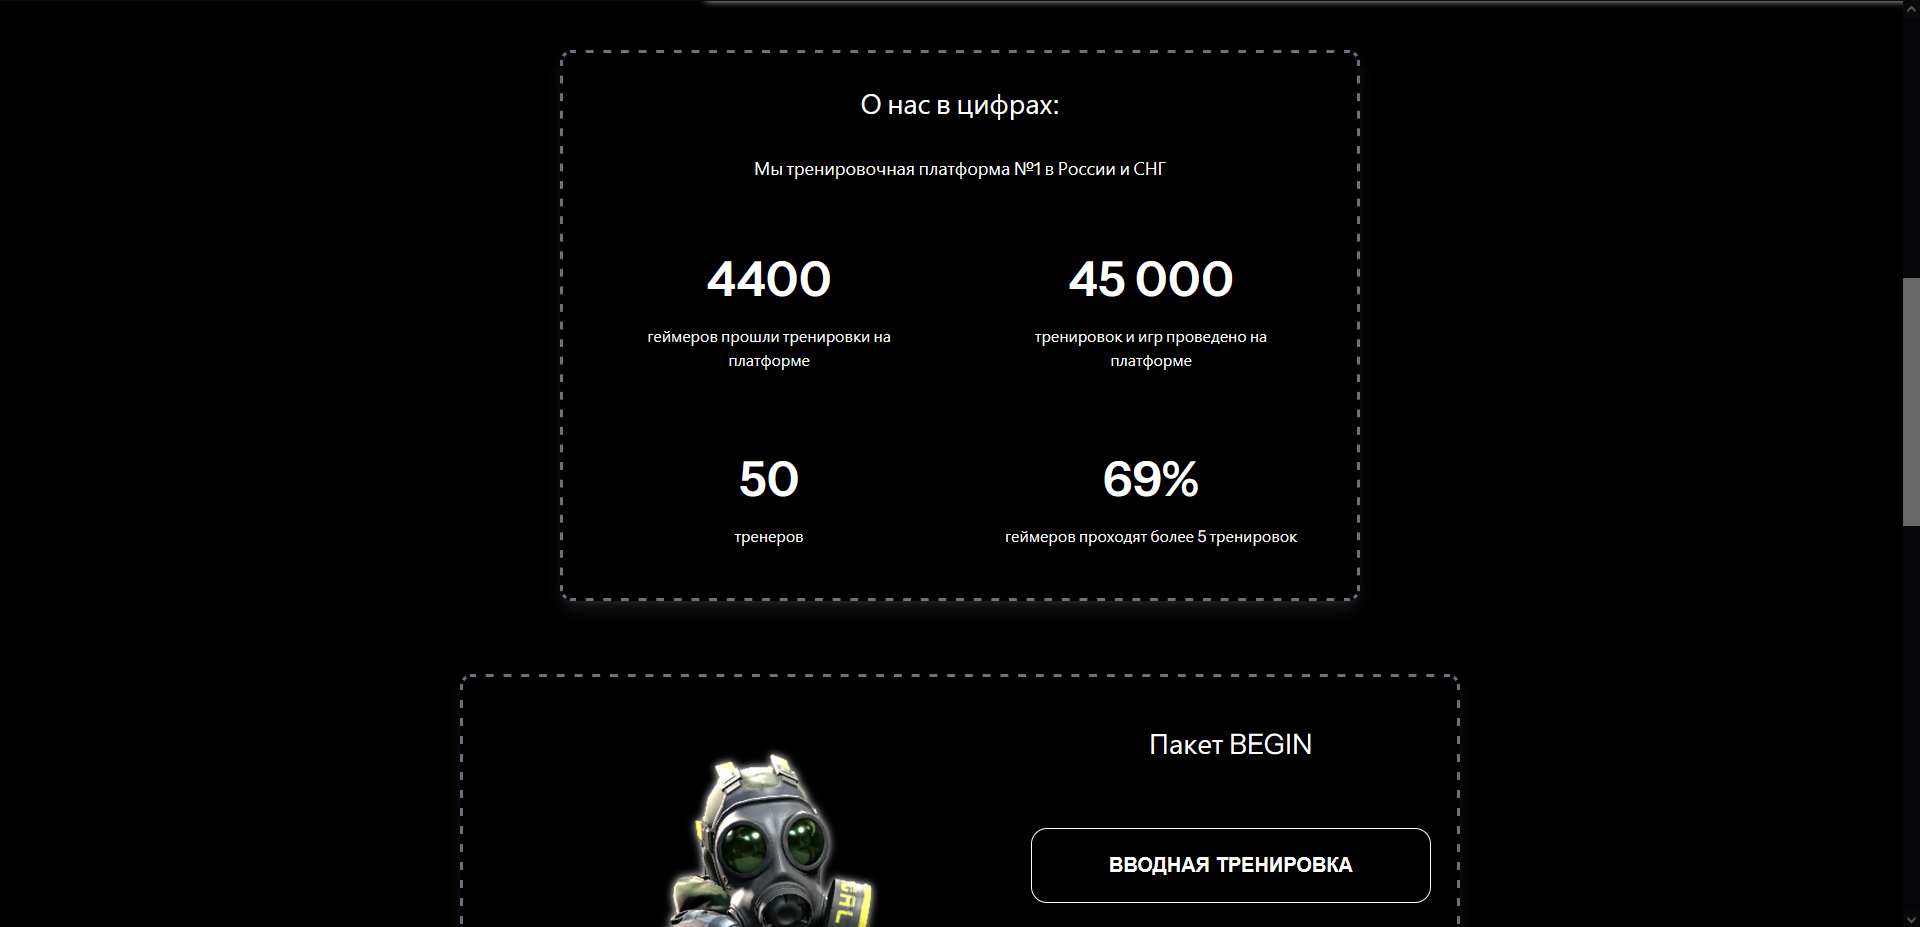 О нас в цифрах:
Мы тренировочная платформа №1 в России и СНГ
4400
геймеров прошли тренировки на
платформе
45 000
тренировок и игр проведено на
платформе
50
тренеров
69%
геймеров проходят более 5 тренировок
Пакет BEGIN
ВВОДНАЯ ТРЕНИРОВКА